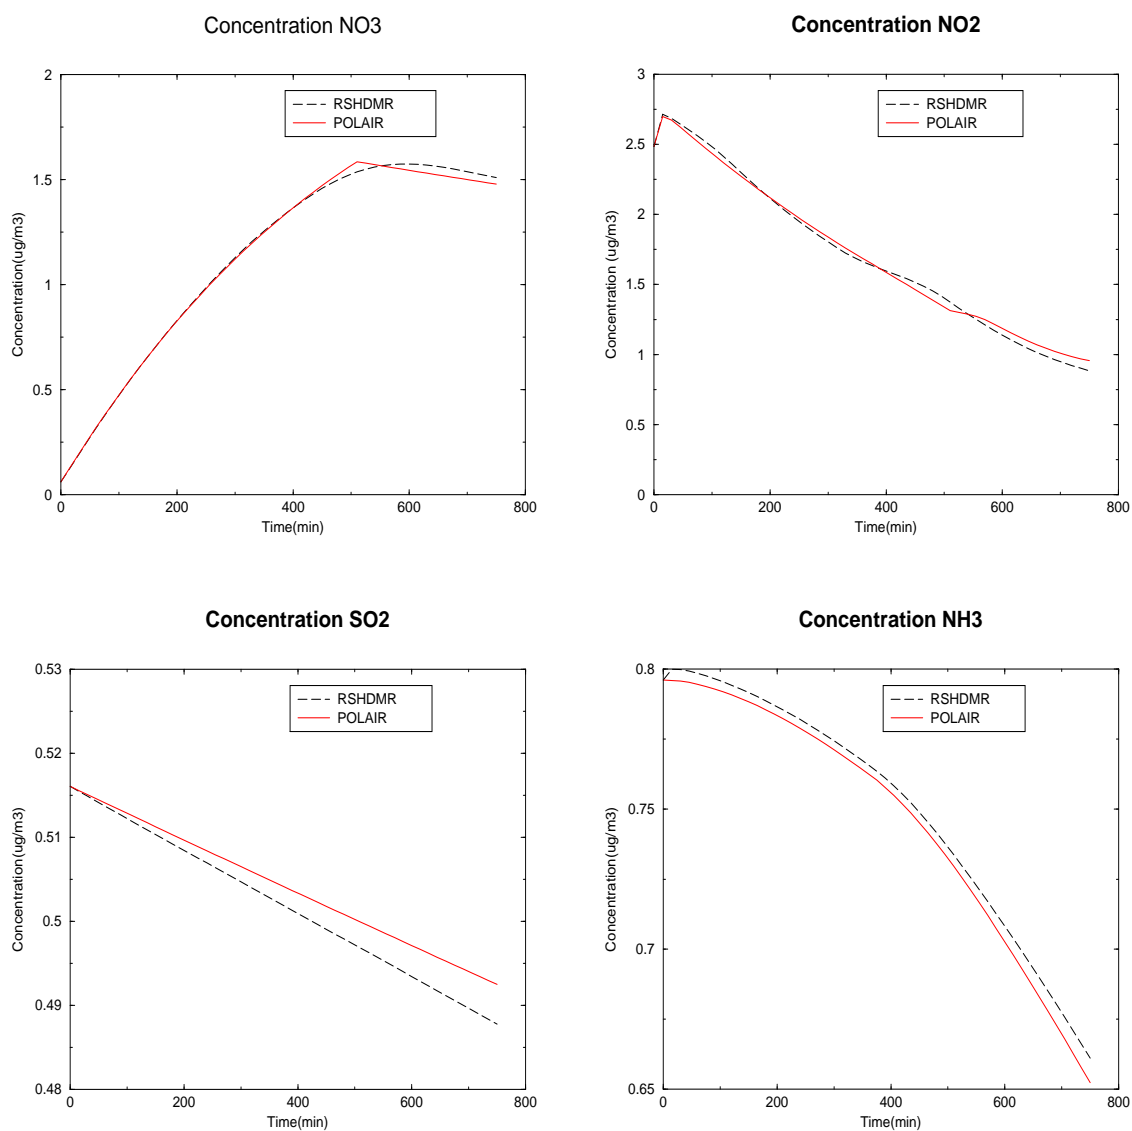 Concentration NO3
2
1.5
1
0.5
0
Concentration(ug/m3)
RSHDMR
POLAIR
0 200 400 600 800
Time(min)
Concentration NO2
3
2.5
2
1.5
1
0.5
0
Concentration (ug/m3)
RSHDMR
POLAIR
0 200 400 600 800
Time(min)
Concentration SO2
0.53
0.52
0.51
0.5
0.49
0.48
Concentration(ug/m3)
RSHDMR
POLAIR
0 200 400 600 800
Time(min)
Concentration NH3
0.8
0.75
0.7
0.65
Concentration(ug/m3)
RSHDMR
POLAIR
0 200 400 600 800
Time(min)